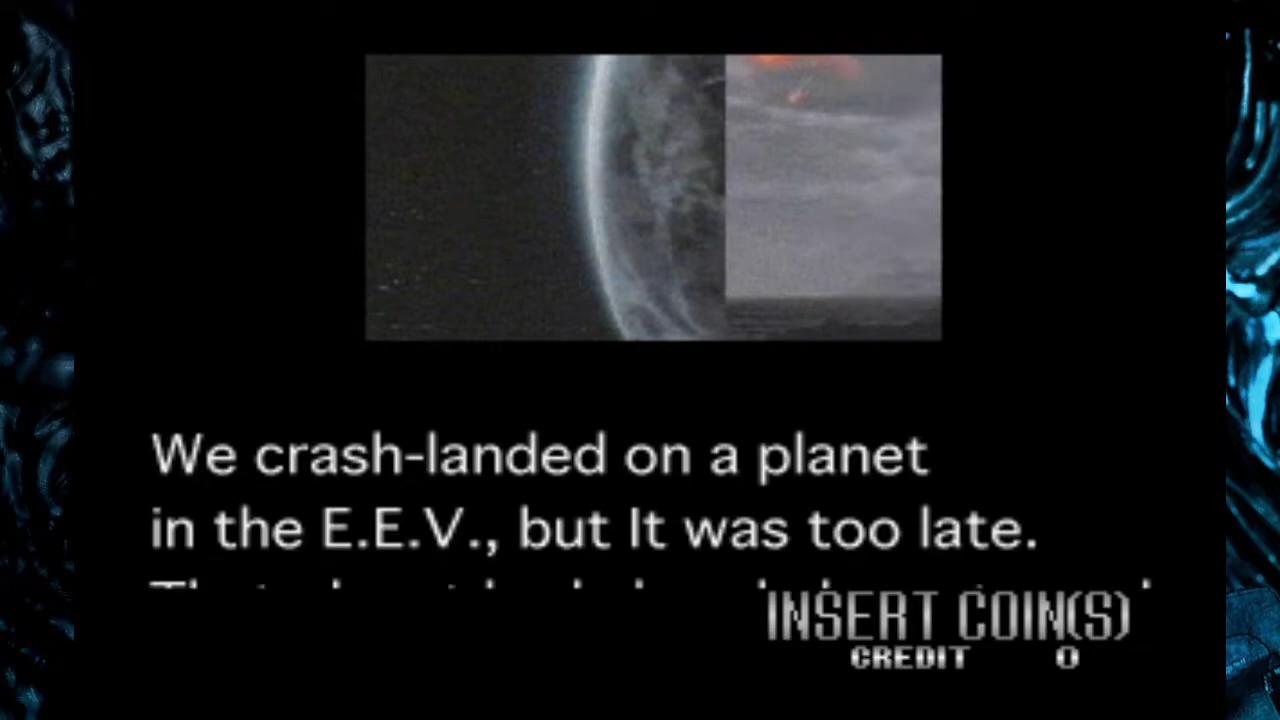 We crash-landed on a planet
in the E.E.V., but It was too late.
INSERT COIN(S)
CREDIT 0